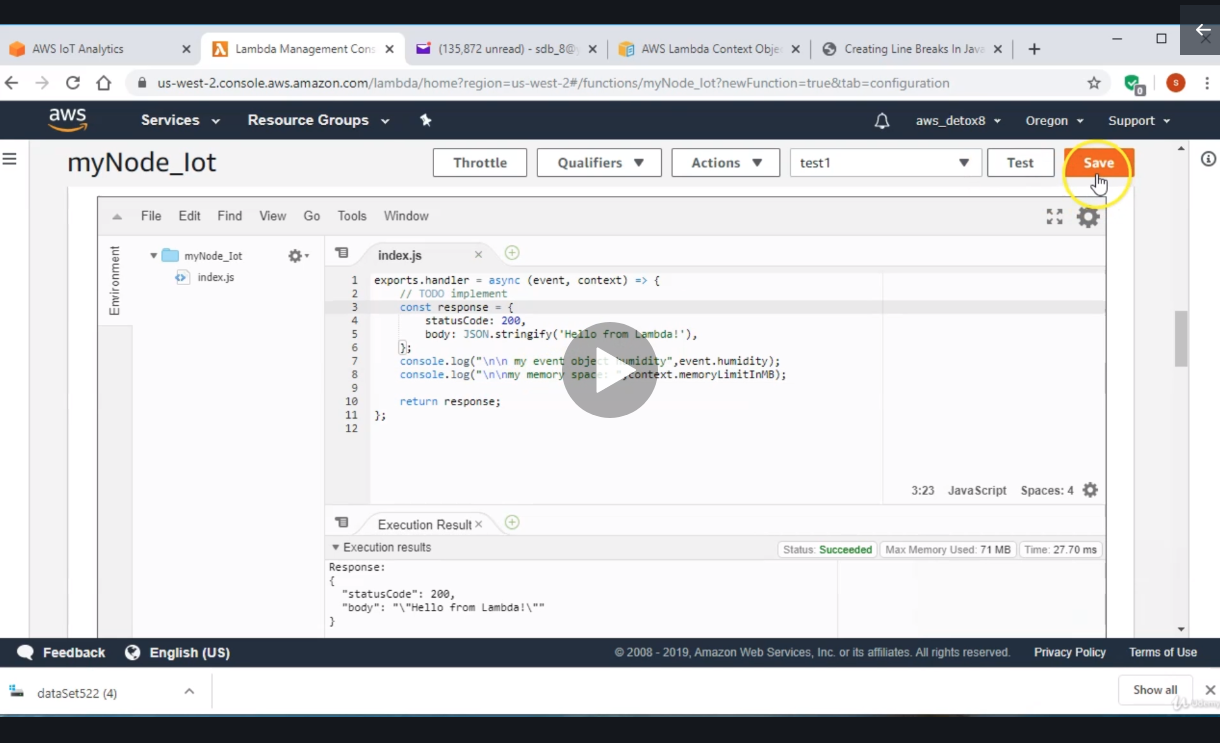 AWS IoT Analytics
Lambda Management Cons
(135,872 unread) - sdb_8@
AWS Lambda Context Obje
Creating Line Breaks In Java
us-west-2.console.aws.amazon.com/lambda/home?region=us-west-2#/functions/myNode_Iot?newFunction=true&tab=configuration
0
s
aws
Services
Resource Groups
aws_detox8
Oregon
Support
myNode_Iot
Throttle
Qualifiers
Actions
test1
Test
Save
File Edit Find View Go Tools Window
Environment
myNode_Iot
index.js
index.js
1 exports.handler = async (event, context) => {
2 // TODO implement
3 const response = {
4 statusCode: 200,
5 body: JSON.stringify('Hello from Lambda!'),
6 };
7 console.log("\n\n my event object humidity",event.humidity);
8 console.log("\n\nmy memory space: ",context.memoryLimitInMB);
9
10 return response;
11 };
12
3:23 JavaScript Spaces: 4
Execution Result
Execution results
Status: Succeeded
Max Memory Used: 71 MB
Time: 27.70 ms
Response:
{
"statusCode": 200,
"body": "\"Hello from Lambda!\""
}
Feedback
English (US)
© 2008 - 2019, Amazon Web Services, Inc. or its affiliates. All rights reserved.
Privacy Policy
Terms of Use
dataSet522 (4)
Show all
Udemy